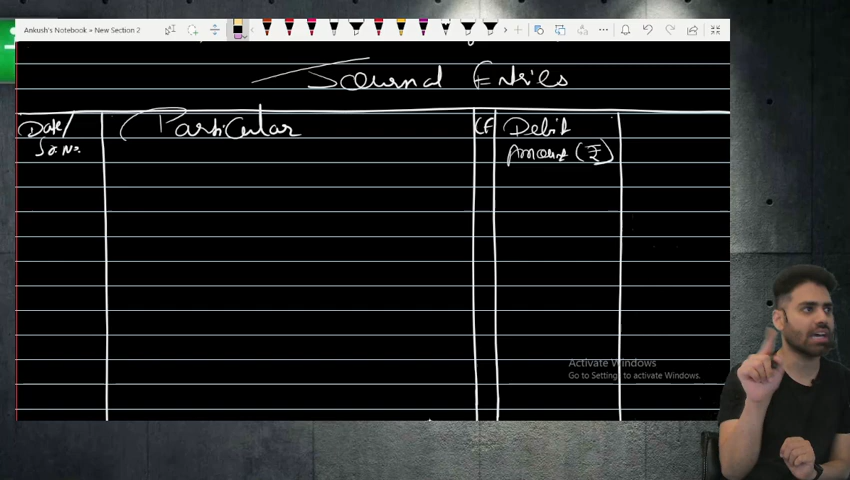 Ankush's Notebook » New Section 2
Journal Entries
Date/
Sr. No.
Particular
LF
Debit
Amount (₹)
Activate Windows
Go to Settings to activate Windows.